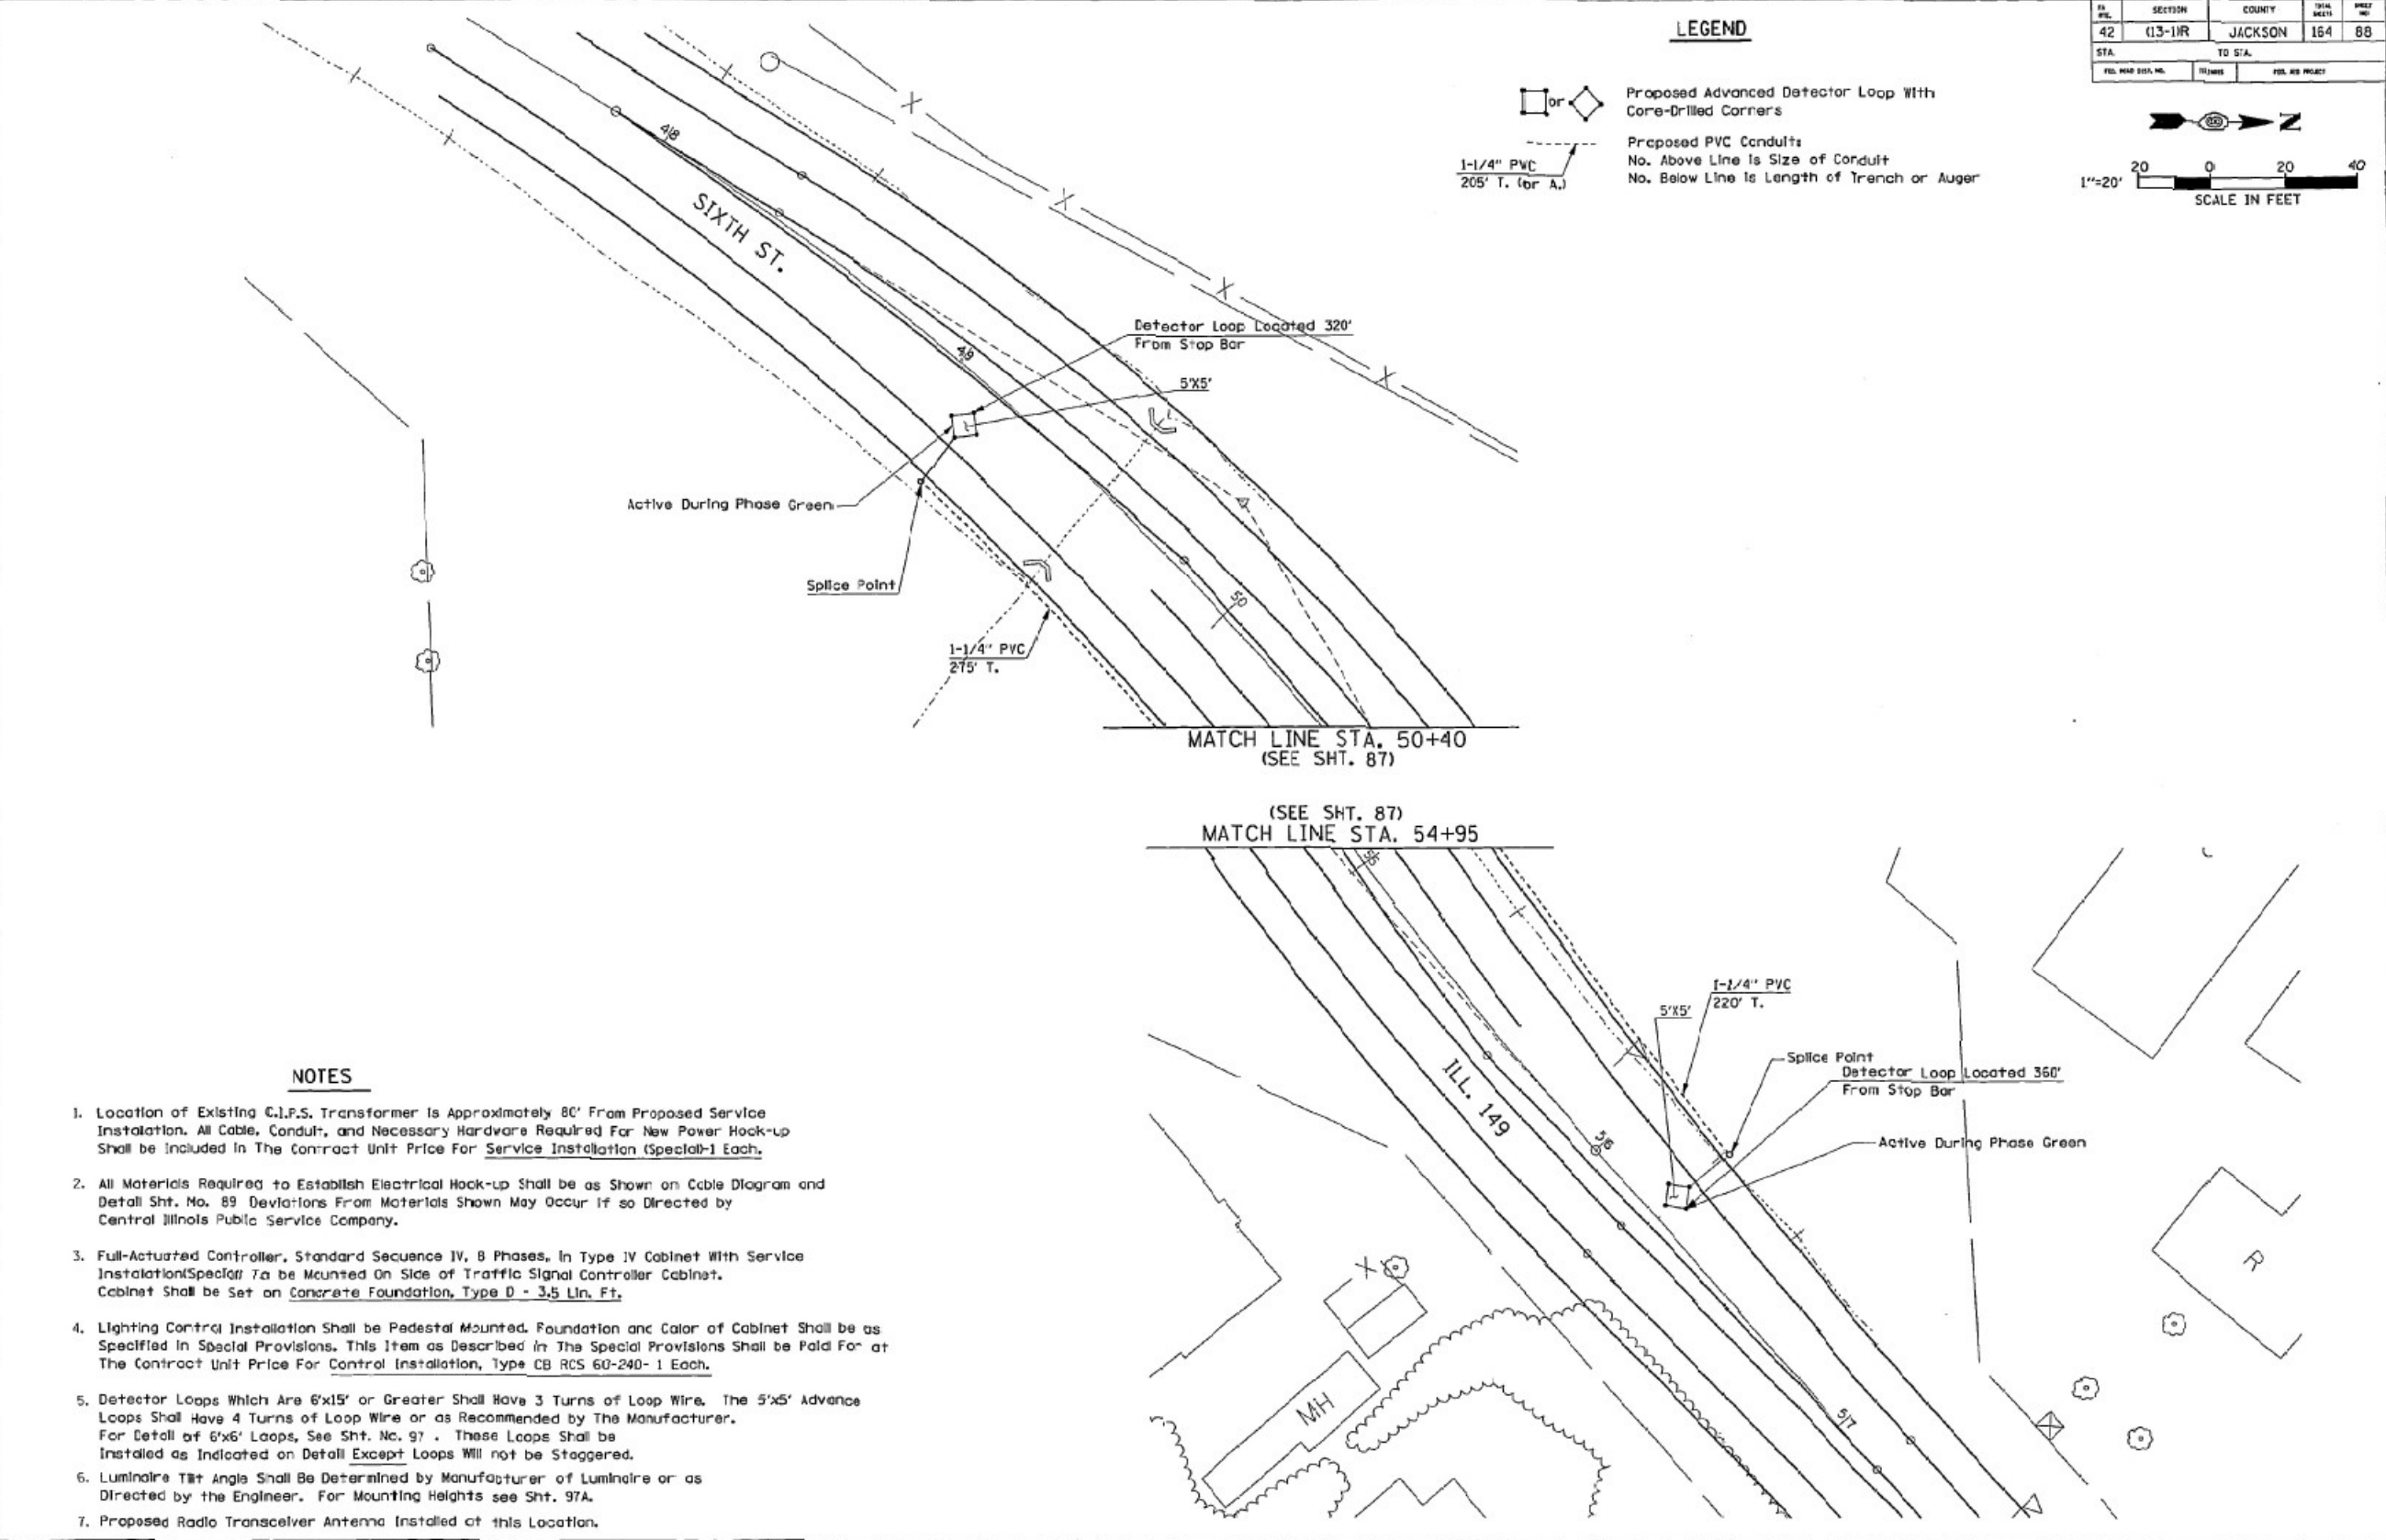 LEGEND
or
Proposed Advanced Detector Loop With
Core-Drilled Corners
Proposed PVC Conduit:
No. Above Line is Size of Conduit
No. Below Line is Length of Trench or Auger
1-1/4" PVC
205' T. (or A.)
SECTION COUNTY TOTAL SHEETS SHEET NO.
42 (13-1)R JACKSON 164 88
STA. TO STA.
FED. ROAD DIST. NO. ILLINOIS FED. AID PROJECT
N
20 0 20 40
1"=20'
SCALE IN FEET
48
SIXTH ST.
49
Detector Loop Located 320'
From Stop Bar
5'X5'
Active During Phase Green
Splice Point
50
1-1/4" PVC
275' T.
MATCH LINE STA. 50+40
(SEE SHT. 87)
(SEE SHT. 87)
MATCH LINE STA. 54+95
55
1-1/4" PVC
220' T.
5'X5'
Splice Point
Detector Loop Located 360'
From Stop Bar
Active During Phase Green
ILL. 149
56
57
MH
R
NOTES
1. Location of Existing C.I.P.S. Transformer is Approximately 80' From Proposed Service
Instalation. All Cable, Conduit, and Necessary Hardware Required For New Power Hook-up
Shall be Included in The Contract Unit Price For Service Installation (Special)-1 Each.
2. All Materials Required to Establish Electrical Hook-up Shall be as Shown on Cable Diagram and
Detail Sht. No. 89 Deviations From Materials Shown May Occur if so Directed by
Central Illinois Public Service Company.
3. Full-Actuated Controller, Standard Sequence IV, 8 Phases, in Type IV Cabinet With Service
Instalation(Special) To be Mounted On Side of Traffic Signal Controller Cabinet.
Cabinet Shall be Set on Concrete Foundation, Type D - 3.5 Lin. Ft.
4. Lighting Control Installation Shall be Pedestal Mounted. Foundation and Color of Cabinet Shall be as
Specified in Special Provisions. This Item as Described in The Special Provisions Shall be Paid For at
The Contract Unit Price For Control Installation, Type CB RCS 60-240- 1 Each.
5. Detector Loops Which Are 6'x15' or Greater Shall Have 3 Turns of Loop Wire. The 5'x5' Advance
Loops Shall Have 4 Turns of Loop Wire or as Recommended by The Manufacturer.
For Detail of 6'x6' Loops, See Sht. No. 97 . These Loops Shall be
Installed as Indicated on Detail Except Loops Will not be Staggered.
6. Luminaire Tilt Angle Shall Be Determined by Manufacturer of Luminaire or as
Directed by the Engineer. For Mounting Heights see Sht. 97A.
7. Proposed Radio Transceiver Antenna Installed at this Location.